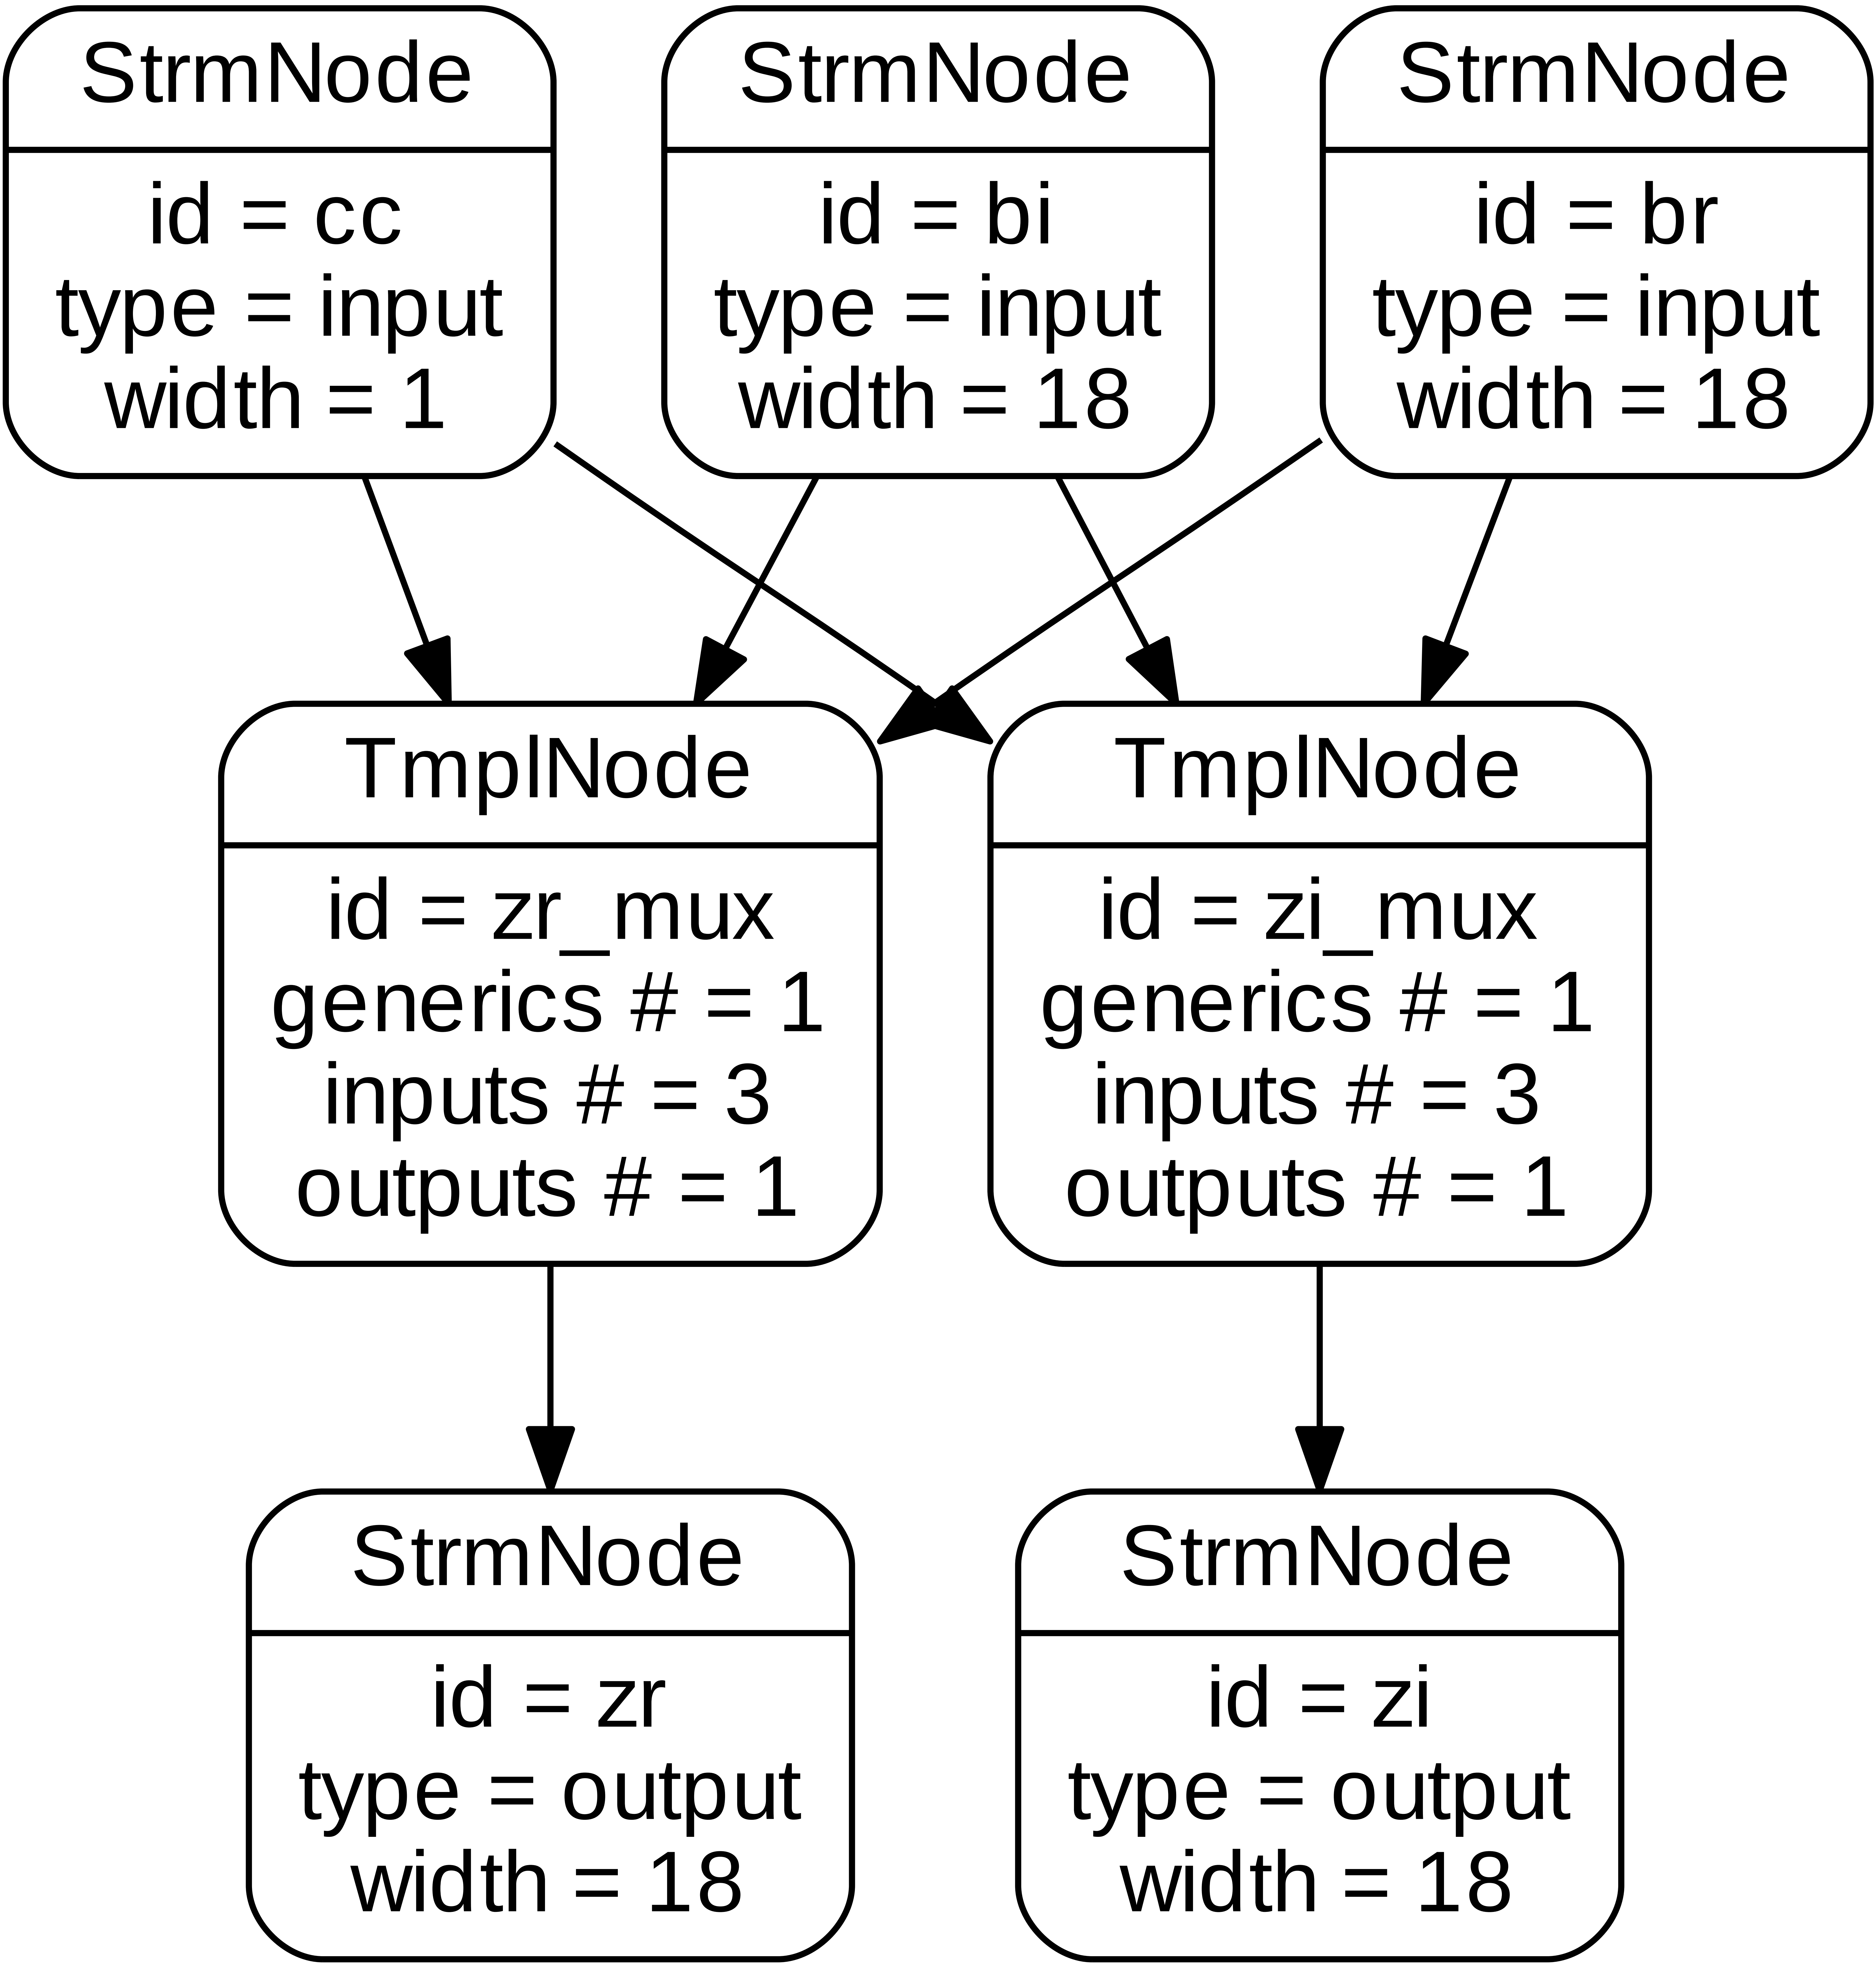 StrmNode
id = cc
type = input
width = 1
StrmNode
id = bi
type = input
width = 18
StrmNode
id = br
type = input
width = 18
TmplNode
id = zr_mux
generics # = 1
inputs # = 3
outputs # = 1
TmplNode
id = zi_mux
generics # = 1
inputs # = 3
outputs # = 1
StrmNode
id = zr
type = output
width = 18
StrmNode
id = zi
type = output
width = 18